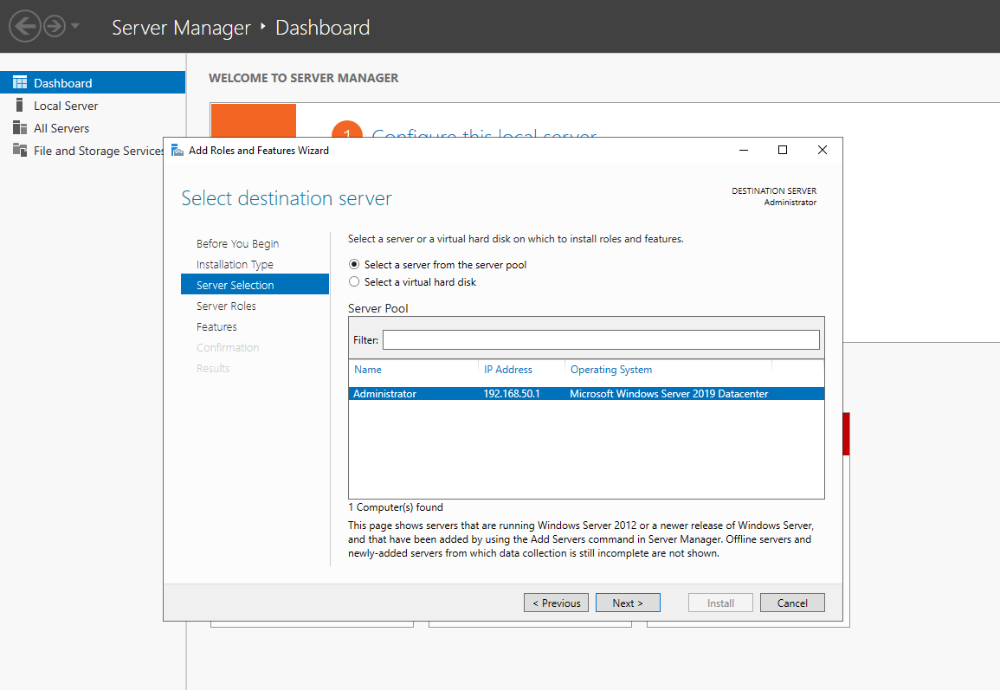 Server Manager ‣ Dashboard
WELCOME TO SERVER MANAGER
Dashboard
Local Server
All Servers
File and Storage Services
1 Configure this local server
Add Roles and Features Wizard
Select destination server
DESTINATION SERVER
Administrator
Before You Begin
Installation Type
Server Selection
Server Roles
Features
Confirmation
Results
Select a server or a virtual hard disk on which to install roles and features.
Select a server from the server pool
Select a virtual hard disk
Server Pool
Filter:
Name IP Address Operating System
Administrator 192.168.50.1 Microsoft Windows Server 2019 Datacenter
1 Computer(s) found
This page shows servers that are running Windows Server 2012 or a newer release of Windows Server,
and that have been added by using the Add Servers command in Server Manager. Offline servers and
newly-added servers from which data collection is still incomplete are not shown.
< Previous Next > Install Cancel